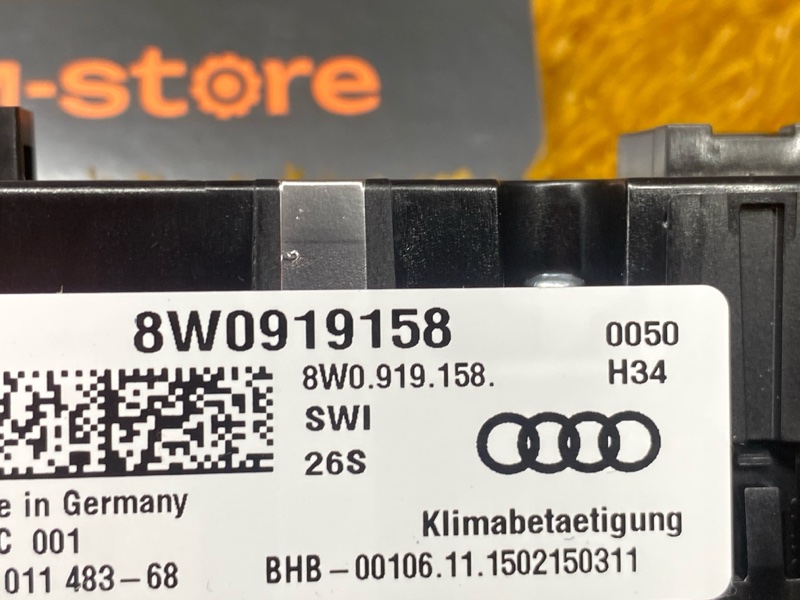 -store
8W0919158 0050
8W0.919.158. H34
SWI
26S
in Germany
Klimabetaetigung
C 001
011 483-68 BHB-00106.11.1502150311